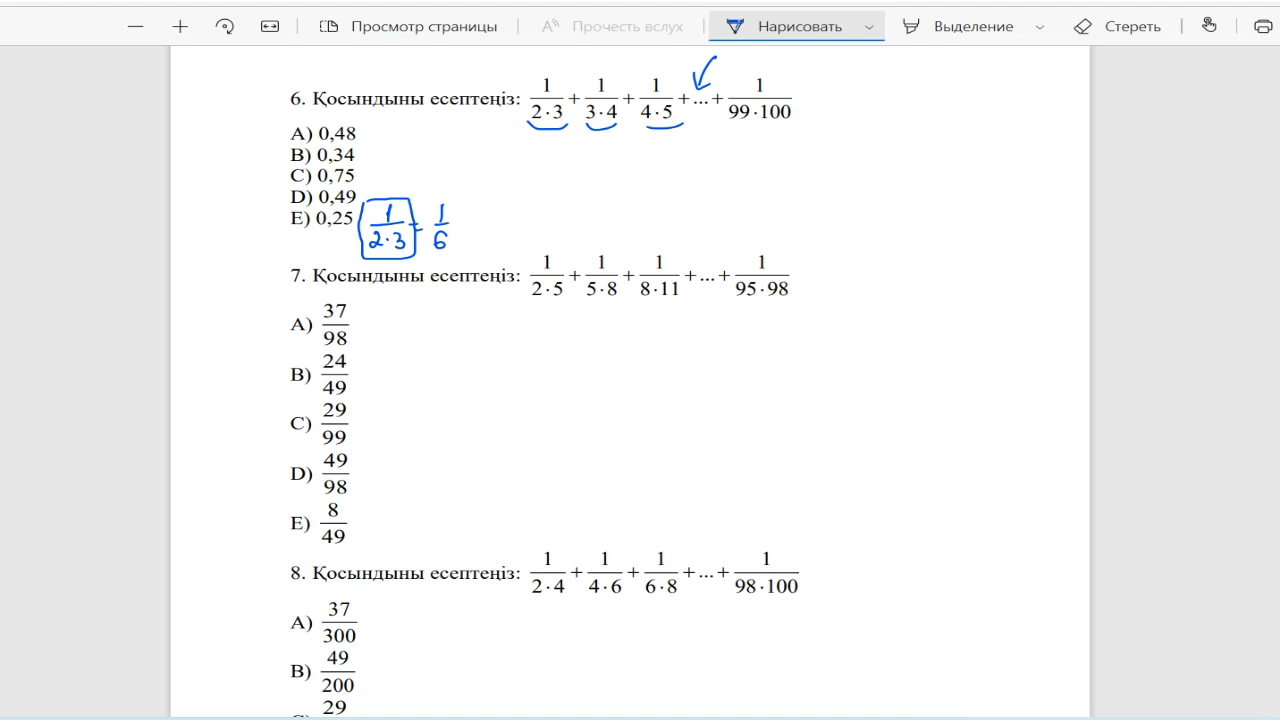 Просмотр страницы Прочесть вслух Нарисовать Выделение Стереть
6. Қосындыны есептеңіз: 1/(2·3) + 1/(3·4) + 1/(4·5) + ... + 1/(99·100)
A) 0,48
B) 0,34
C) 0,75
D) 0,49
E) 0,25
1/(2·3) = 1/6
7. Қосындыны есептеңіз: 1/(2·5) + 1/(5·8) + 1/(8·11) + ... + 1/(95·98)
A) 37/98
B) 24/49
C) 29/99
D) 49/98
E) 8/49
8. Қосындыны есептеңіз: 1/(2·4) + 1/(4·6) + 1/(6·8) + ... + 1/(98·100)
A) 37/300
B) 49/200
29